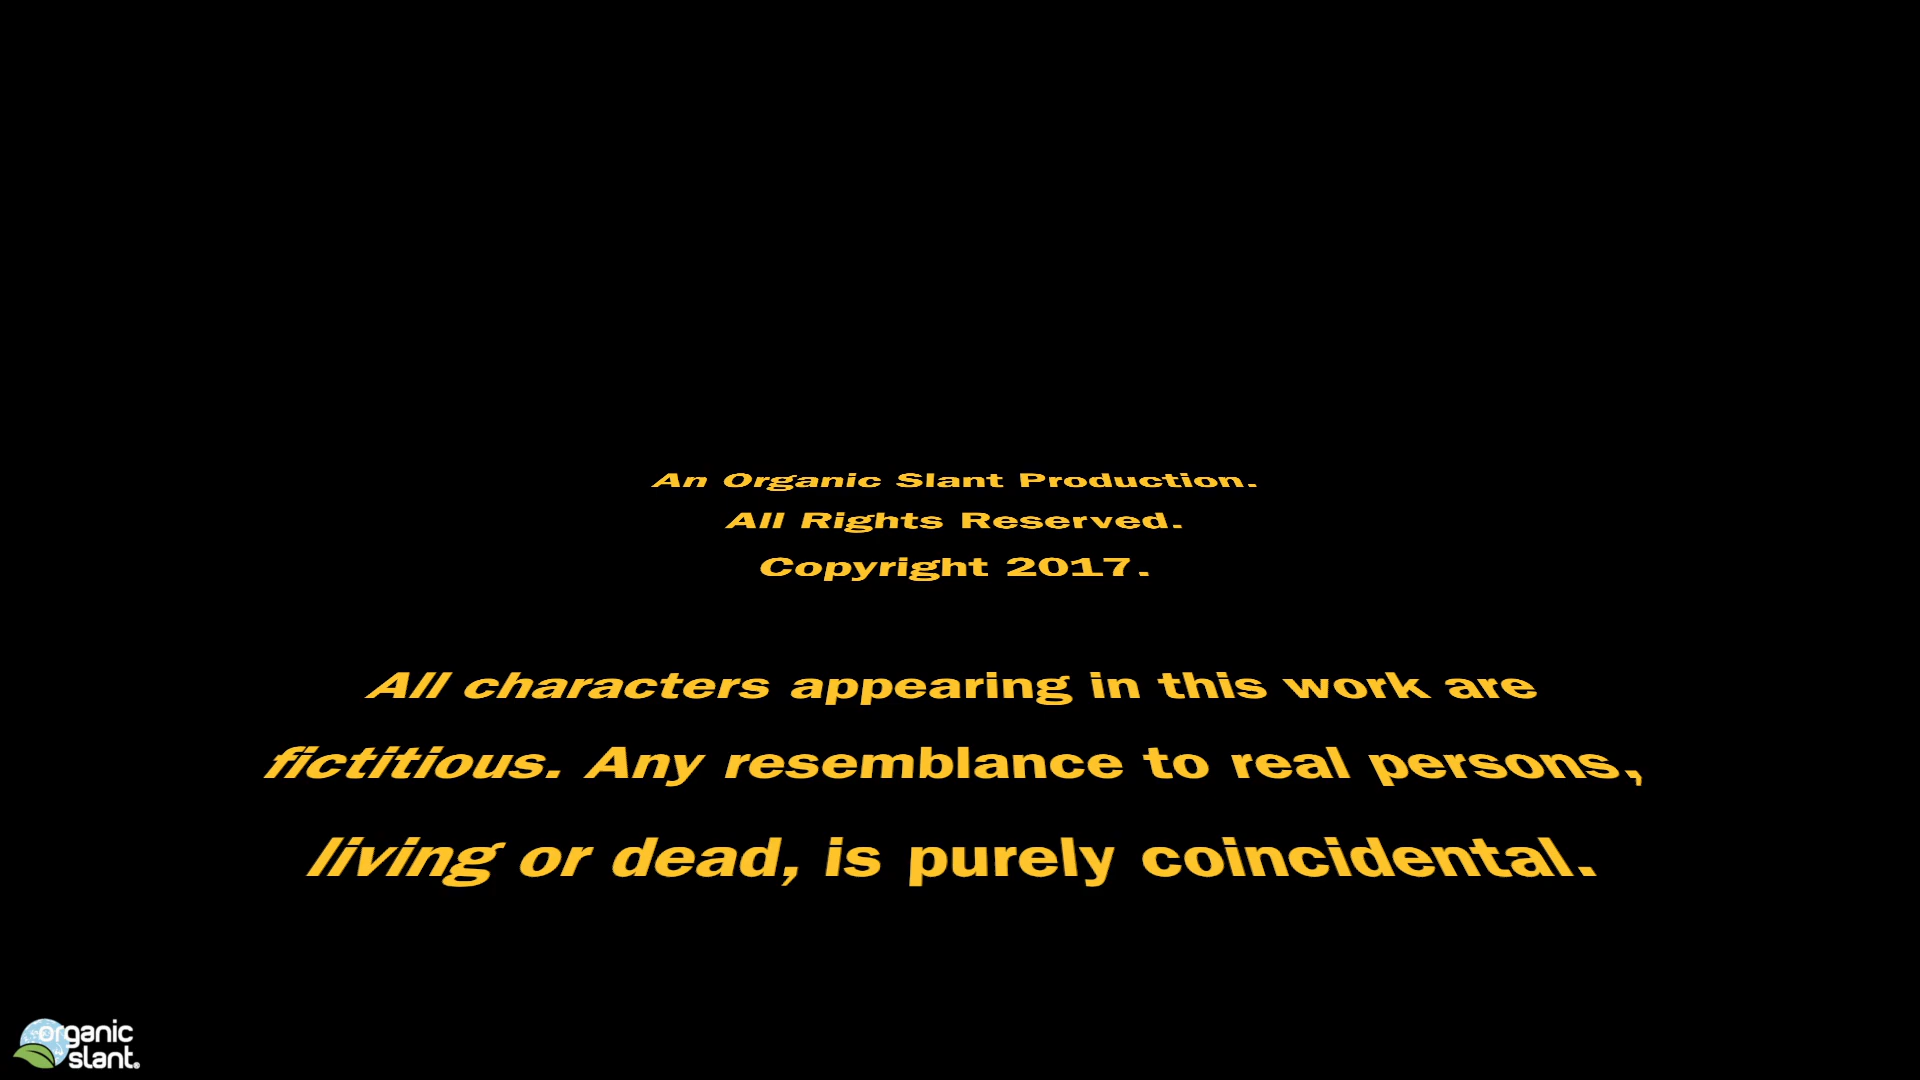 An Organic Slant Production.
All Rights Reserved.
Copyright 2017.
All characters appearing in this work are
fictitious. Any resemblance to real persons,
living or dead, is purely coincidental.
organic
slant®